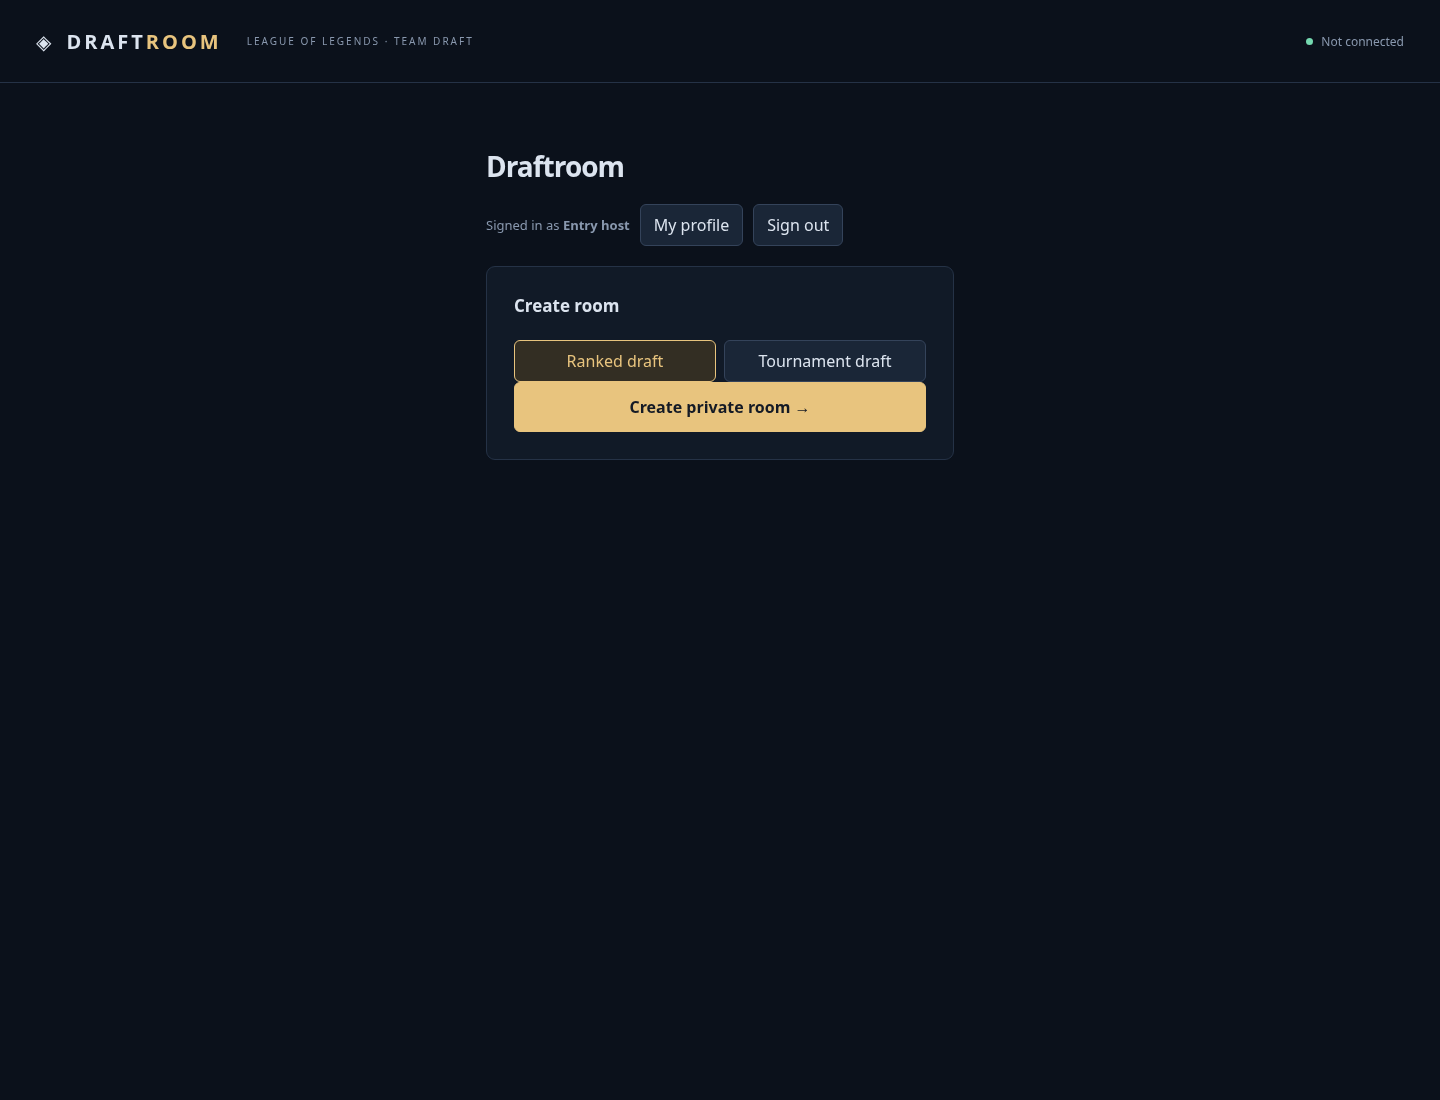 ◈ DRAFTROOM LEAGUE OF LEGENDS · TEAM DRAFT Not connected
Draftroom
Signed in as Entry host My profile Sign out
Create room
Ranked draft Tournament draft
Create private room →